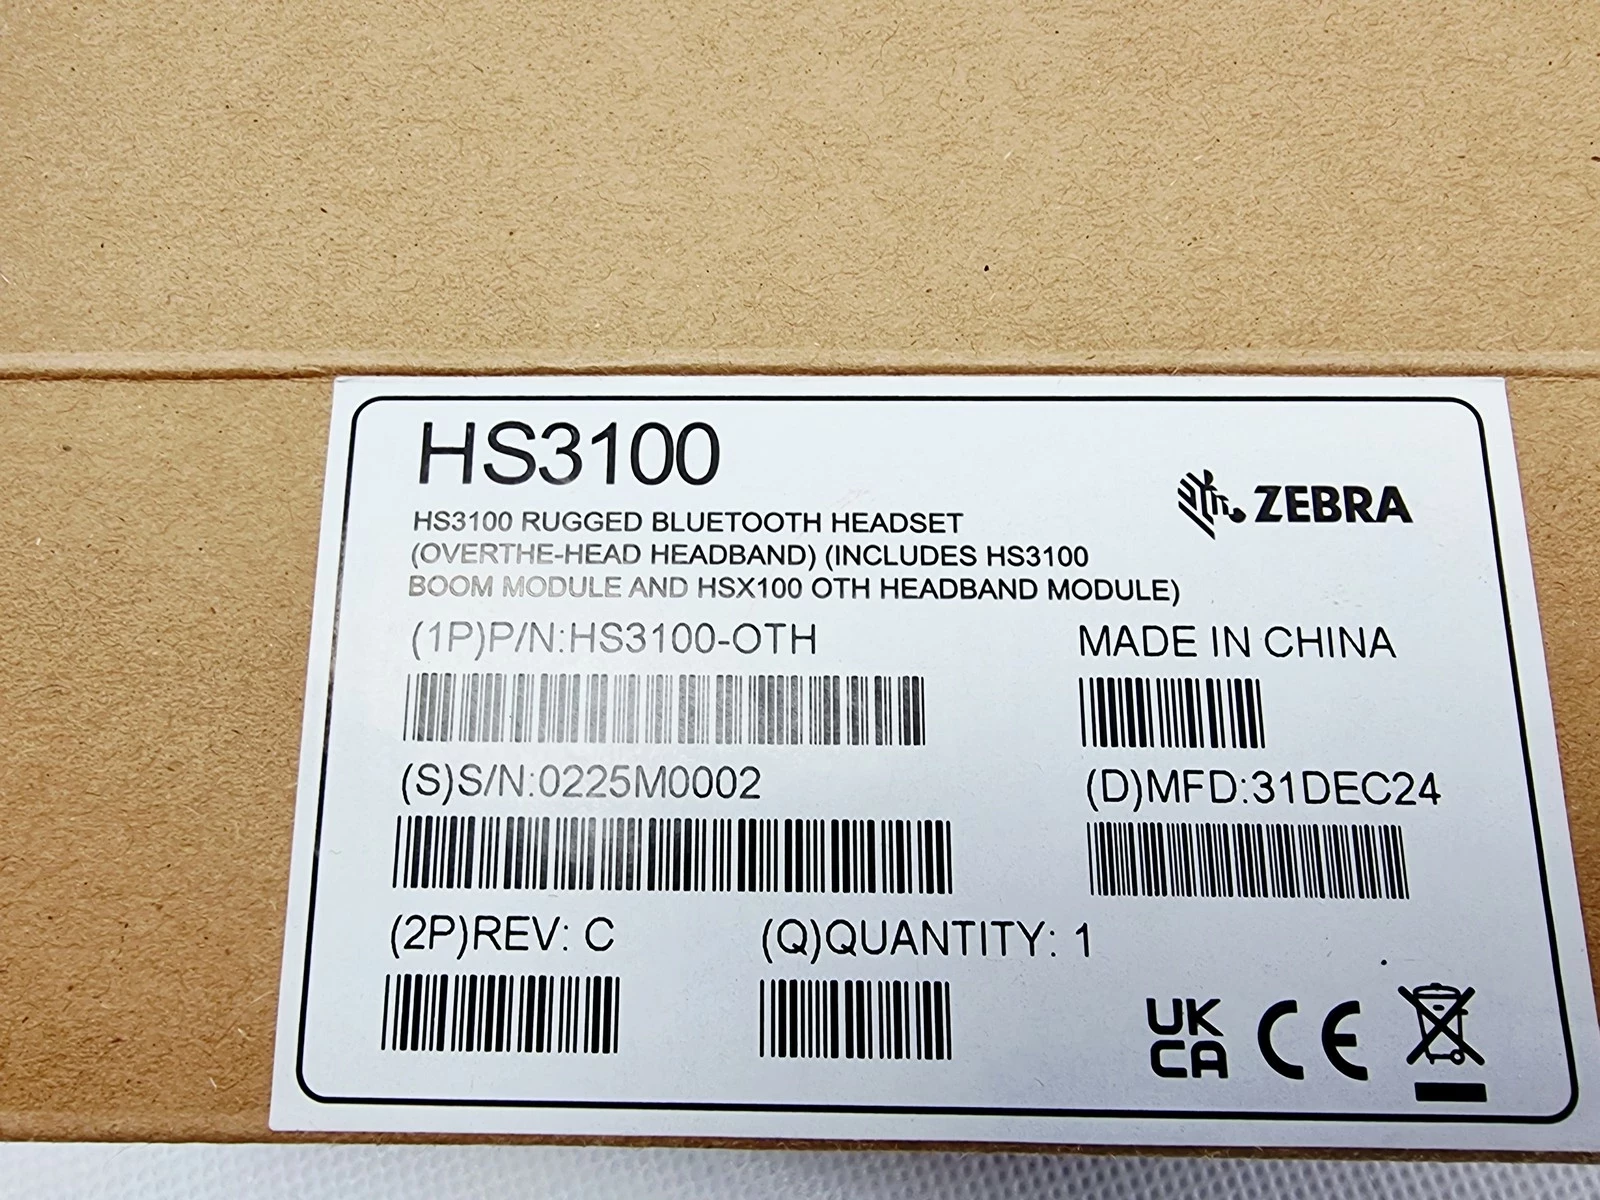 HS3100
ZEBRA
HS3100 RUGGED BLUETOOTH HEADSET
(OVERTHE-HEAD HEADBAND) (INCLUDES HS3100
BOOM MODULE AND HSX100 OTH HEADBAND MODULE)
(1P)P/N:HS3100-OTH
MADE IN CHINA
(S)S/N:0225M0002
(D)MFD:31DEC24
(2P)REV: C
(Q)QUANTITY: 1
UK
CA
CE